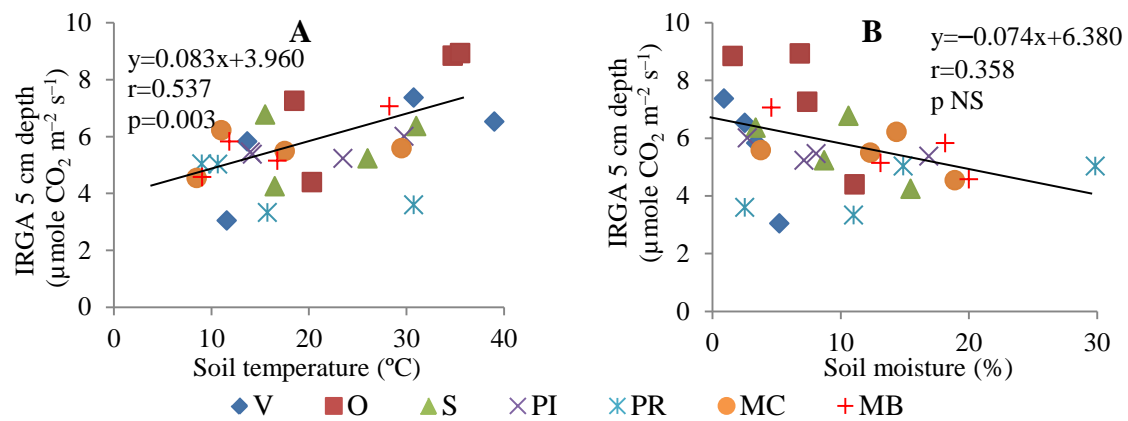 A
y=0.083x+3.960
r=0.537
p=0.003
IRGA 5 cm depth
(µmole CO₂ m⁻² s⁻¹)
10
8
6
4
2
0
0 10 20 30 40
Soil temperature (ºC)
B
y=−0.074x+6.380
r=0.358
p NS
IRGA 5 cm depth
(µmole CO₂ m⁻² s⁻¹)
10
8
6
4
2
0
0 10 20 30
Soil moisture (%)
V O S PI PR MC MB